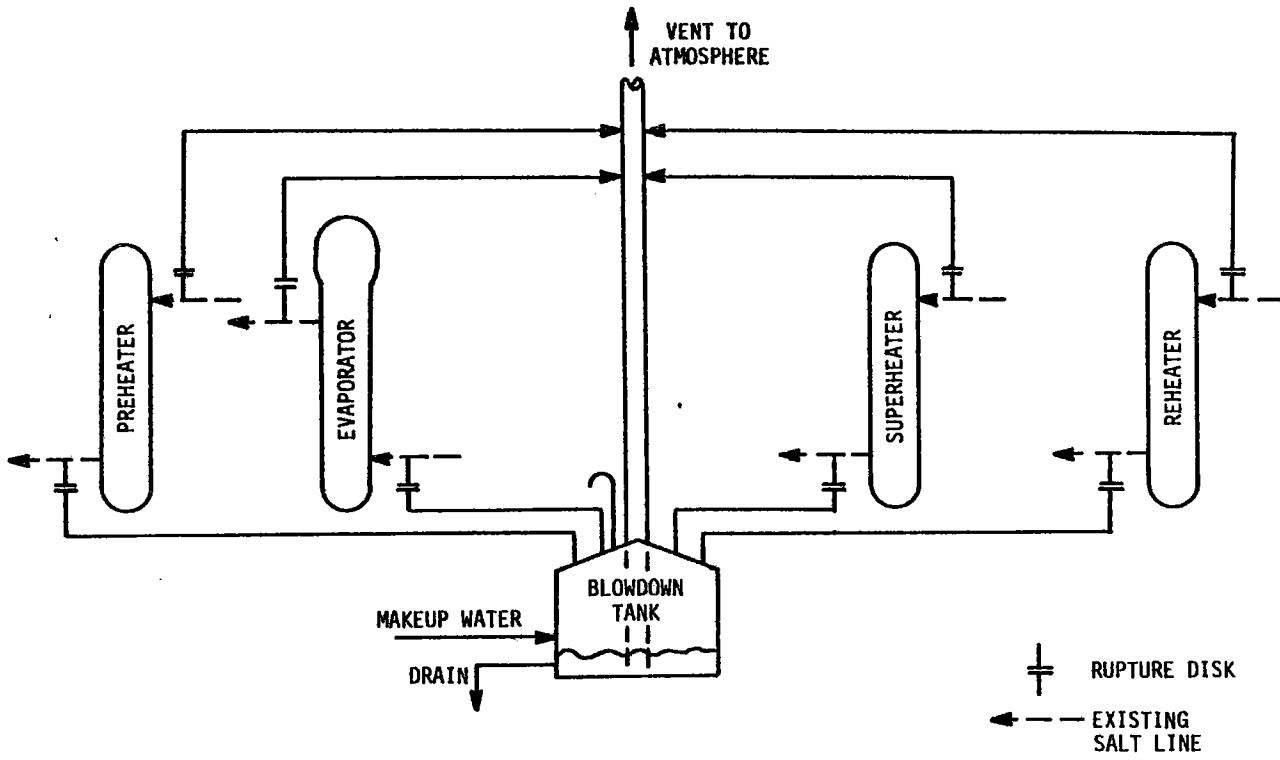 VENT TO
ATMOSPHERE
PREHEATER
EVAPORATOR
SUPERHEATER
REHEATER
BLOWDOWN
TANK
MAKEUP WATER
DRAIN
RUPTURE DISK
EXISTING
SALT LINE